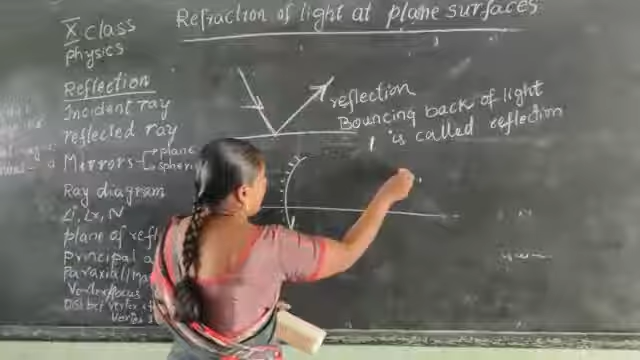 Refraction of light at plane surfaces
X class
physics
Reflection
Incident ray
reflected ray
Mirrors plane
spheri
Ray diagram
∠i, ∠r, N
plane of refl
principal a
Paraxial/
Vertex
Vertex
reflection
Bouncing back of light
is called reflection